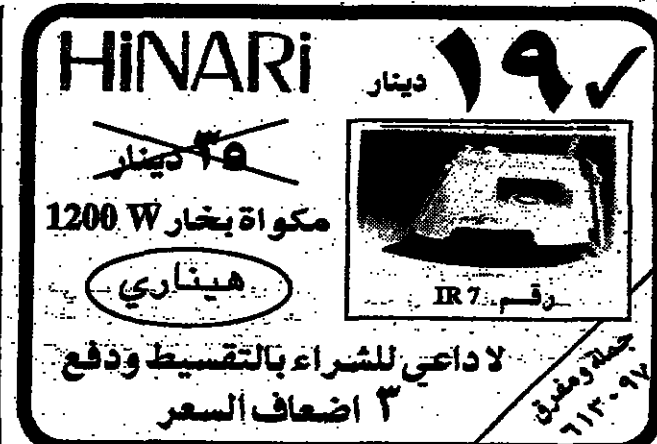 HiNARi
١٩ دينار
٣٥ دينار
مكواة بخار 1200 W
هيناري
رقم IR 7
لا داعي للشراء بالتقسيط ودفع
٣ اضعاف السعر
جملة ومفرق
٦١٣٠٩٧